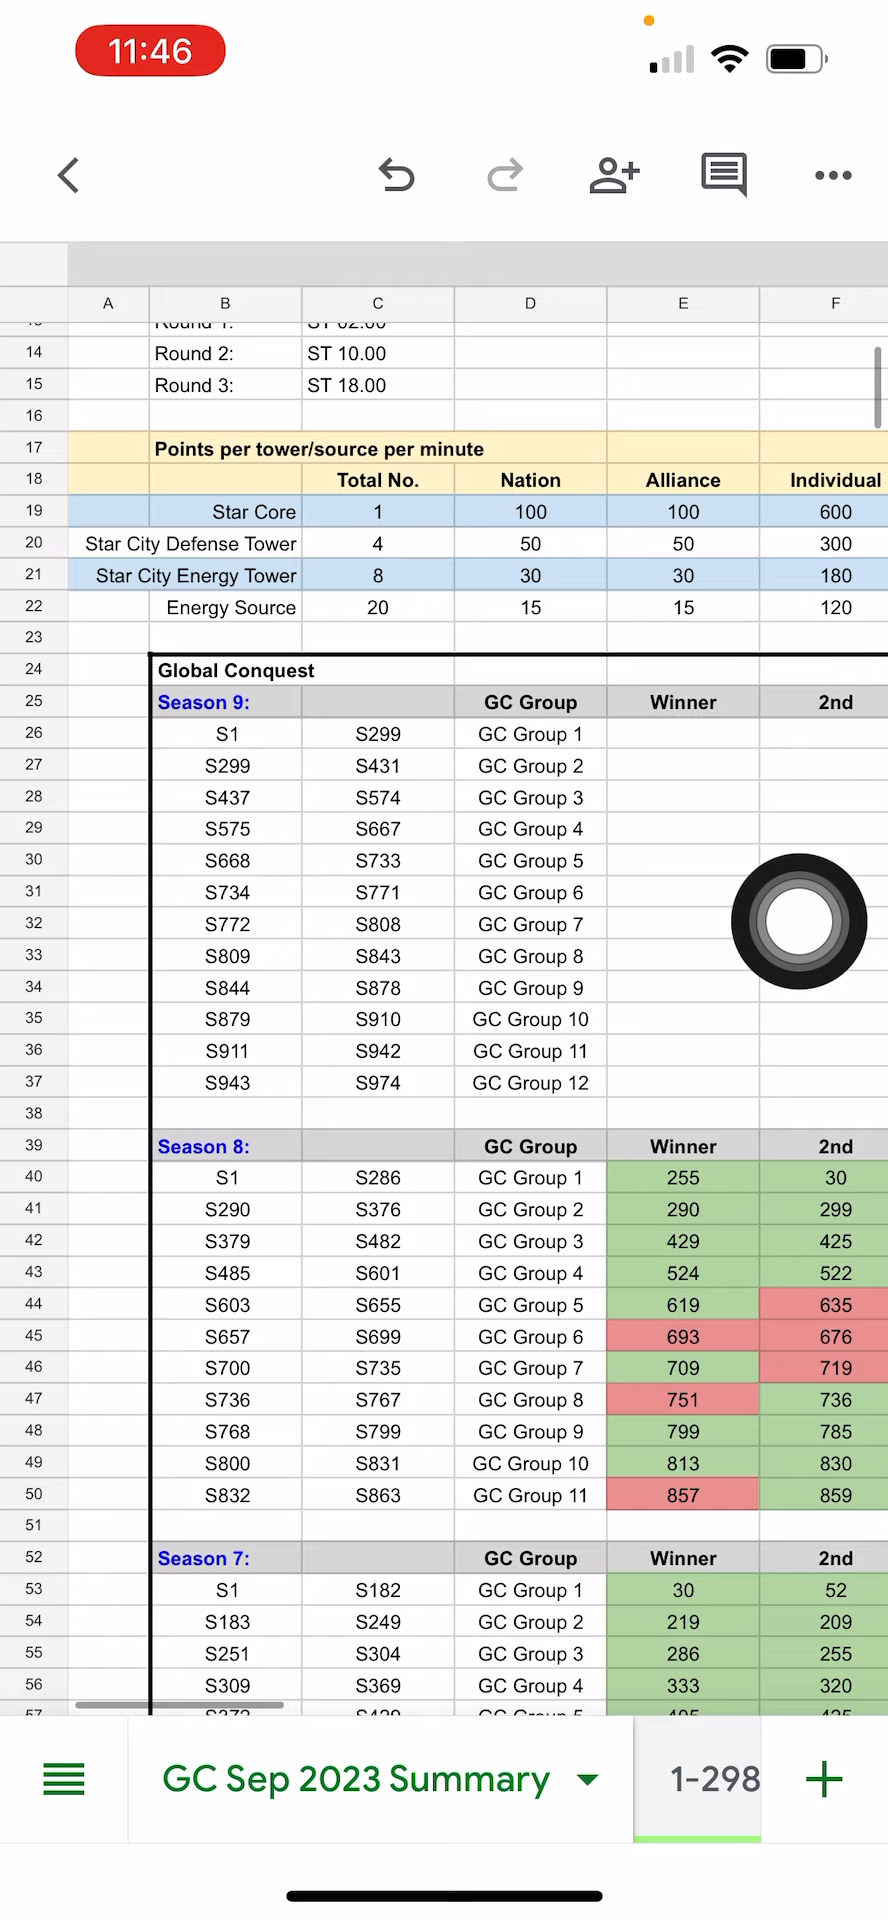 11:46
A B C D E F
14 Round 2: ST 10.00
15 Round 3: ST 18.00
16
17 Points per tower/source per minute
18 Total No. Nation Alliance Individual
19 Star Core 1 100 100 600
20 Star City Defense Tower 4 50 50 300
21 Star City Energy Tower 8 30 30 180
22 Energy Source 20 15 15 120
23
24 Global Conquest
25 Season 9: GC Group Winner 2nd
26 S1 S299 GC Group 1
27 S299 S431 GC Group 2
28 S437 S574 GC Group 3
29 S575 S667 GC Group 4
30 S668 S733 GC Group 5
31 S734 S771 GC Group 6
32 S772 S808 GC Group 7
33 S809 S843 GC Group 8
34 S844 S878 GC Group 9
35 S879 S910 GC Group 10
36 S911 S942 GC Group 11
37 S943 S974 GC Group 12
38
39 Season 8: GC Group Winner 2nd
40 S1 S286 GC Group 1 255 30
41 S290 S376 GC Group 2 290 299
42 S379 S482 GC Group 3 429 425
43 S485 S601 GC Group 4 524 522
44 S603 S655 GC Group 5 619 635
45 S657 S699 GC Group 6 693 676
46 S700 S735 GC Group 7 709 719
47 S736 S767 GC Group 8 751 736
48 S768 S799 GC Group 9 799 785
49 S800 S831 GC Group 10 813 830
50 S832 S863 GC Group 11 857 859
51
52 Season 7: GC Group Winner 2nd
53 S1 S182 GC Group 1 30 52
54 S183 S249 GC Group 2 219 209
55 S251 S304 GC Group 3 286 255
56 S309 S369 GC Group 4 333 320
GC Sep 2023 Summary 1-298